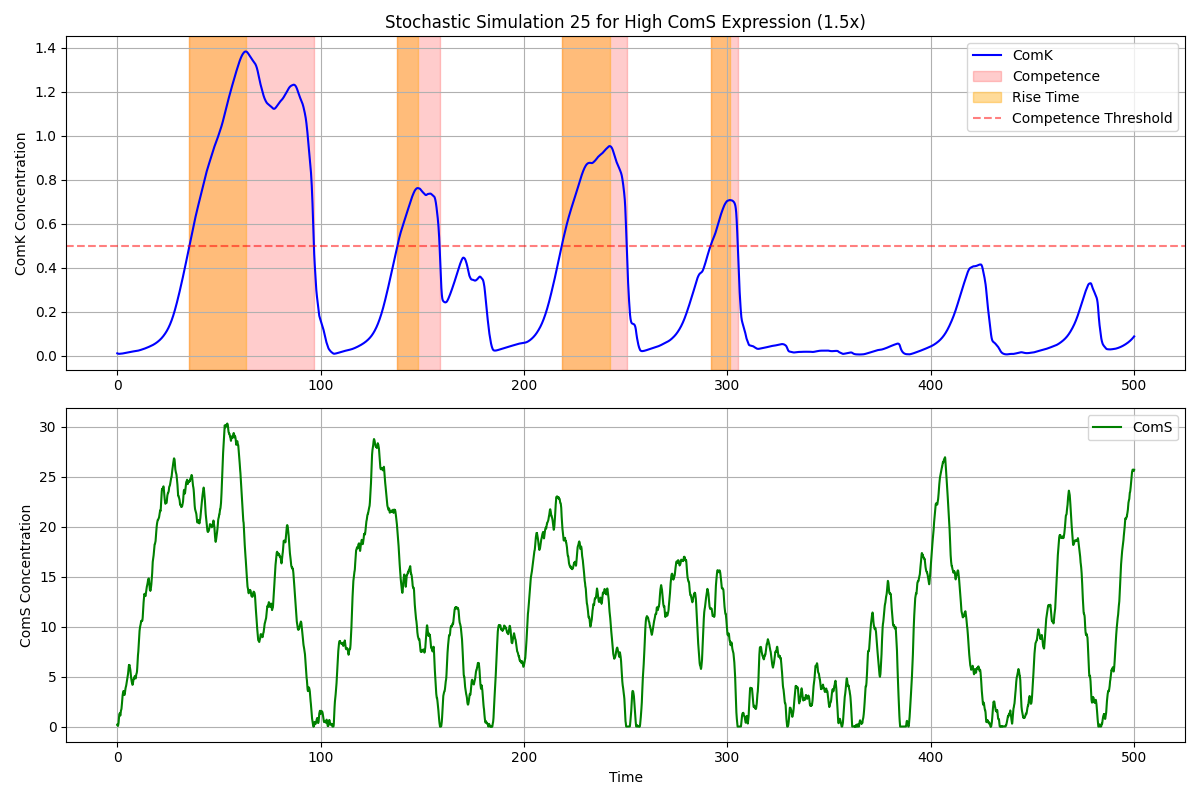 Stochastic Simulation 25 for High ComS Expression (1.5x)
ComK Concentration
1.4
1.2
1.0
0.8
0.6
0.4
0.2
0.0
ComK
Competence
Rise Time
Competence Threshold
0 100 200 300 400 500
ComS Concentration
30
25
20
15
10
5
0
ComS
0 100 200 300 400 500
Time